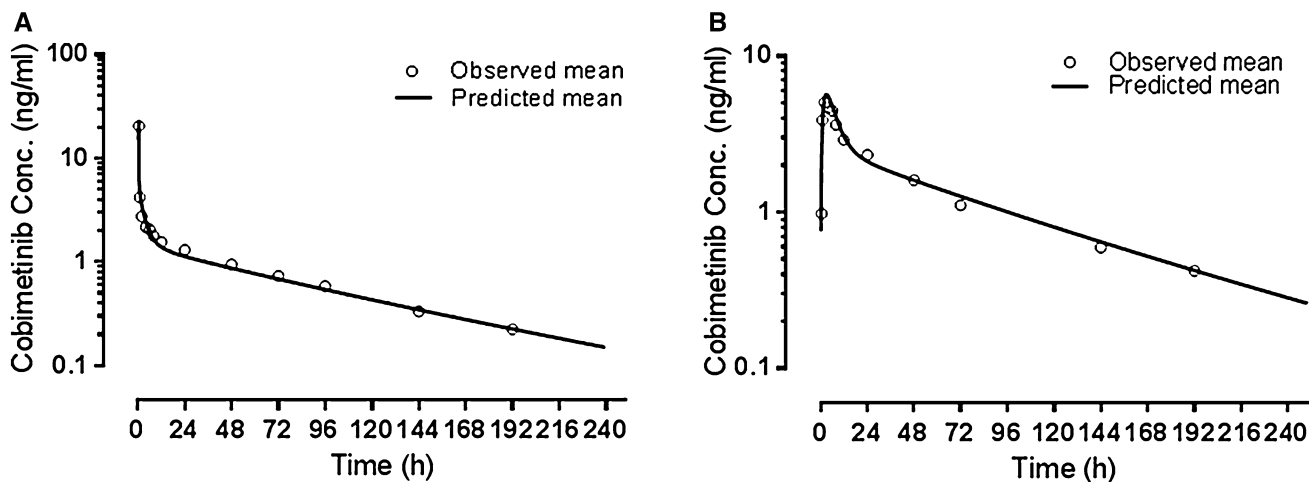 A
Cobimetinib Conc. (ng/ml)
100
10
1
0.1
Observed mean
Predicted mean
0 24 48 72 96 120 144 168 192 216 240
Time (h)
B
Cobimetinib Conc. (ng/ml)
10
1
0.1
Observed mean
Predicted mean
0 24 48 72 96 120 144 168 192 216 240
Time (h)